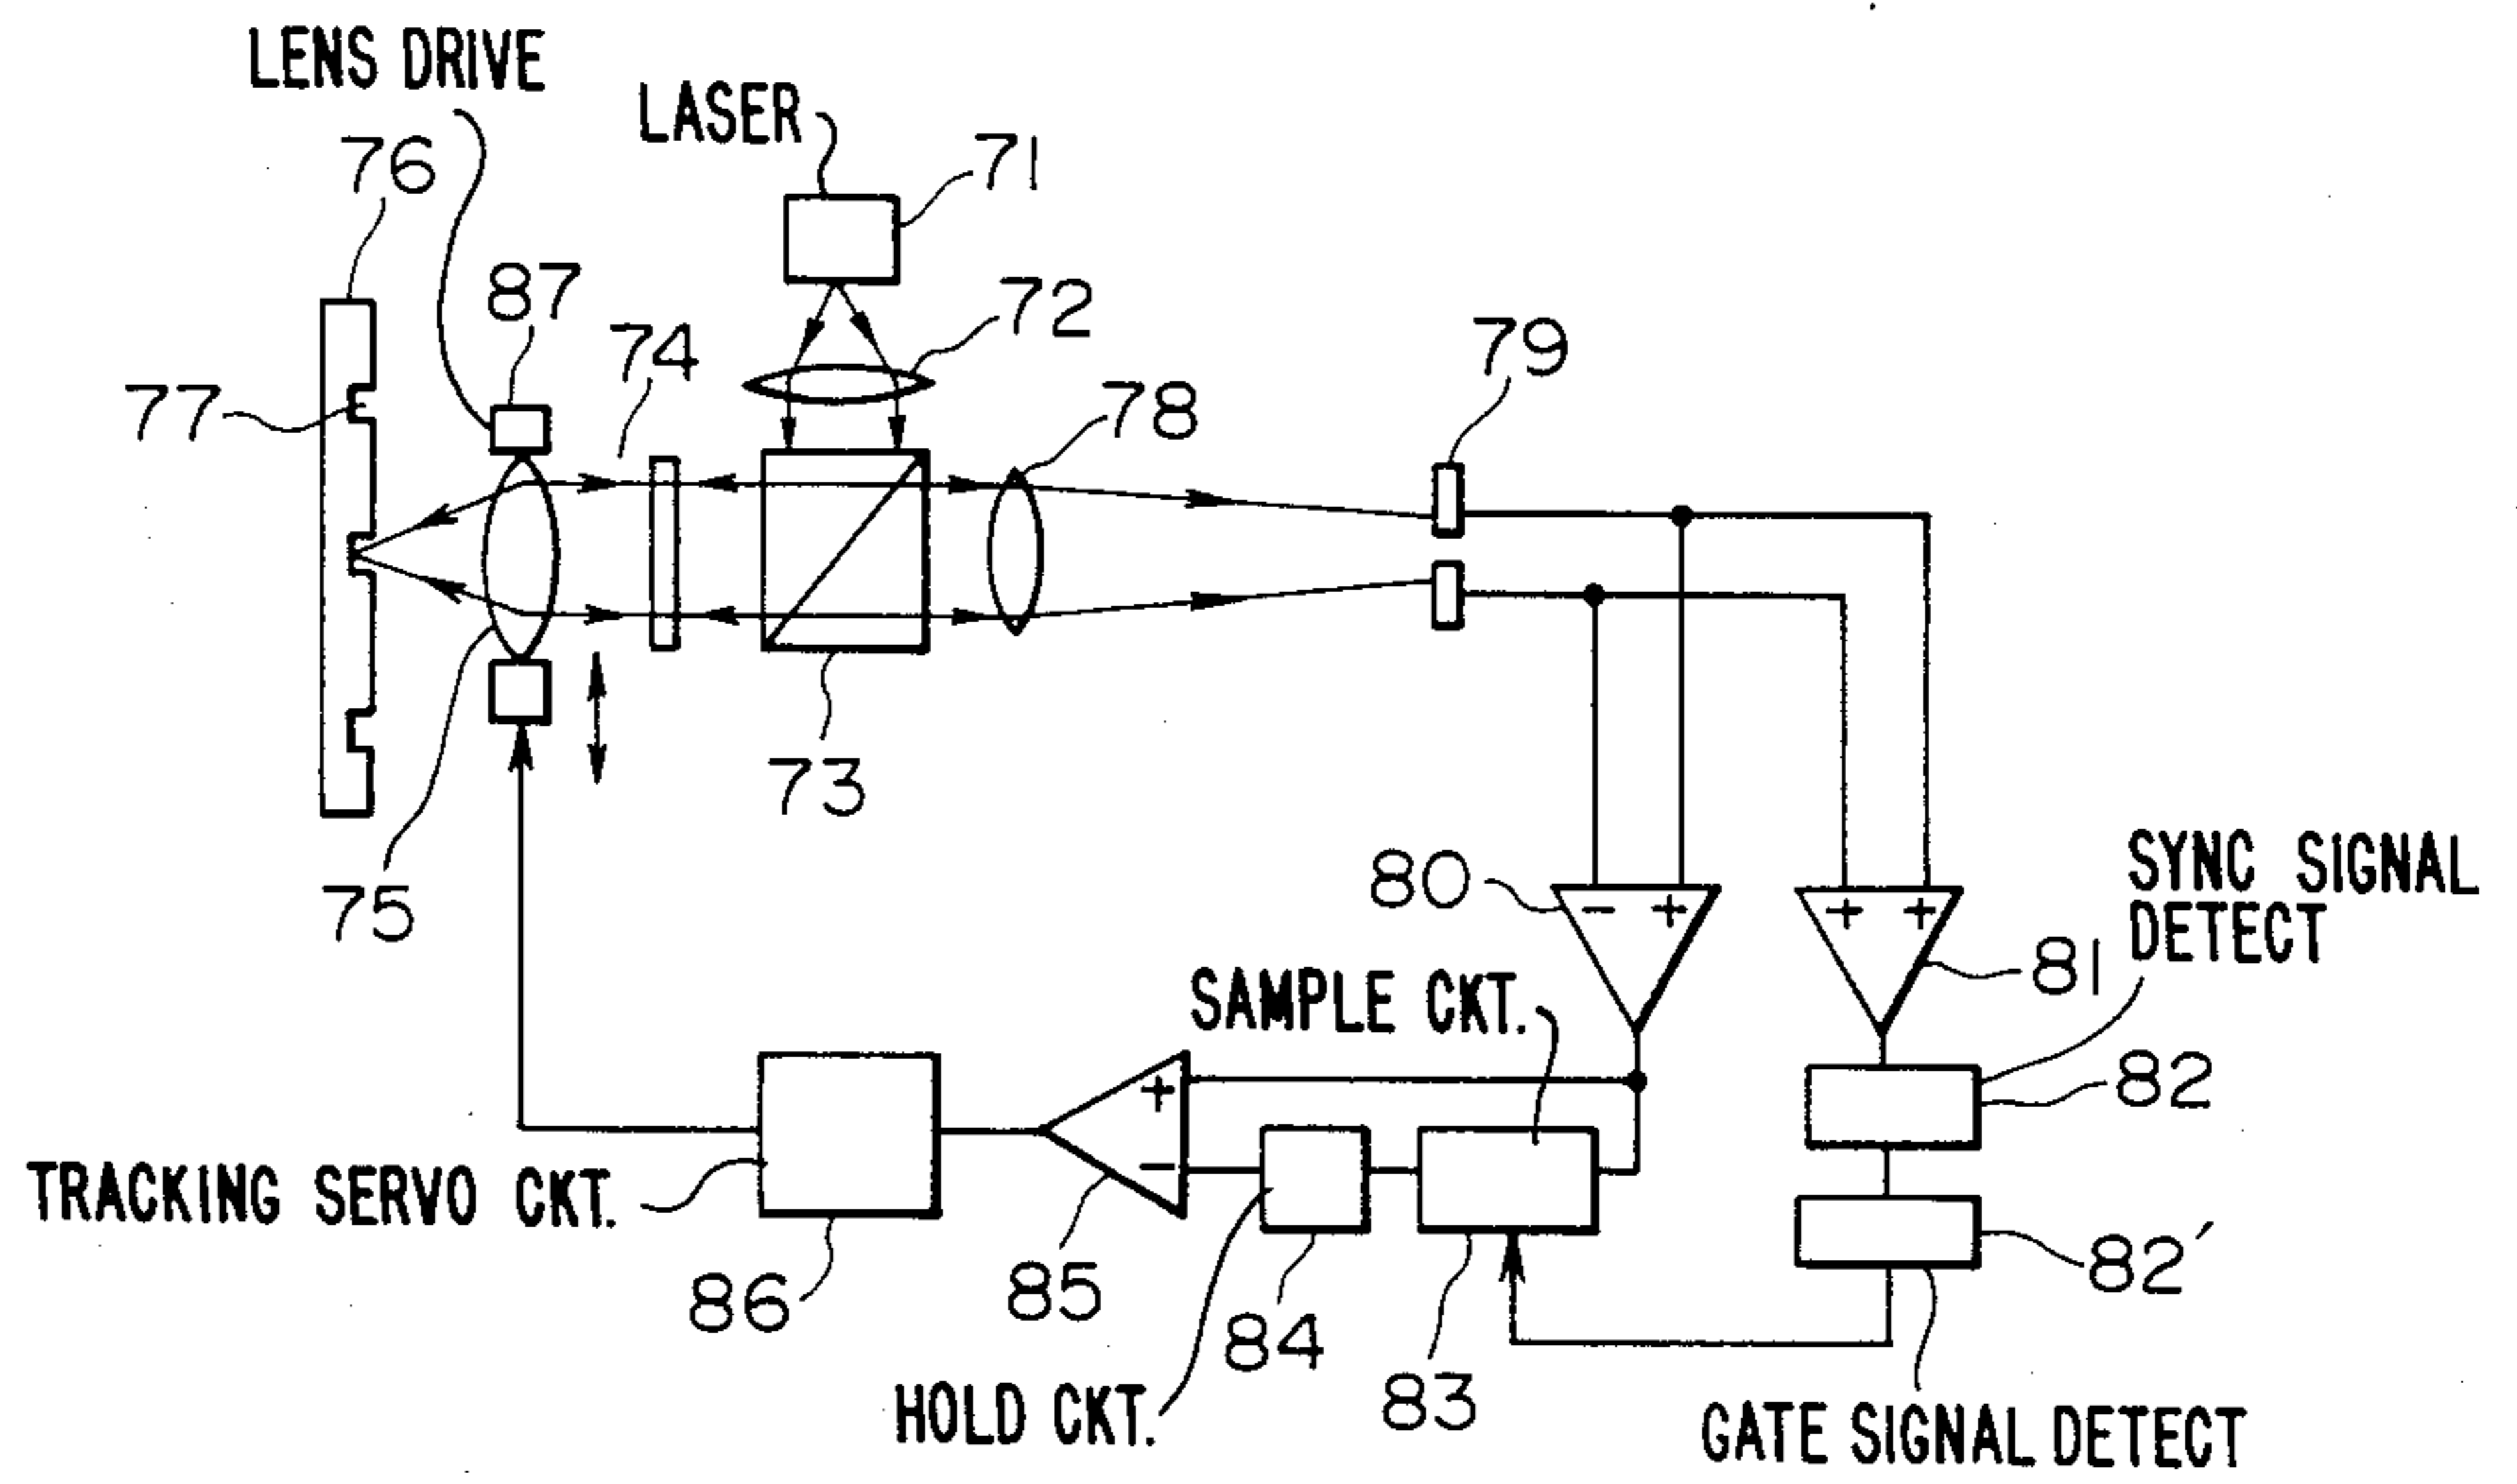 LENS DRIVE
LASER
76
71
87
72
74
79
77
78
73
75
80
- +
+ +
SYNC SIGNAL
DETECT
81
SAMPLE CKT.
82
+
-
TRACKING SERVO CKT.
82'
86
85
84
83
HOLD CKT.
GATE SIGNAL DETECT